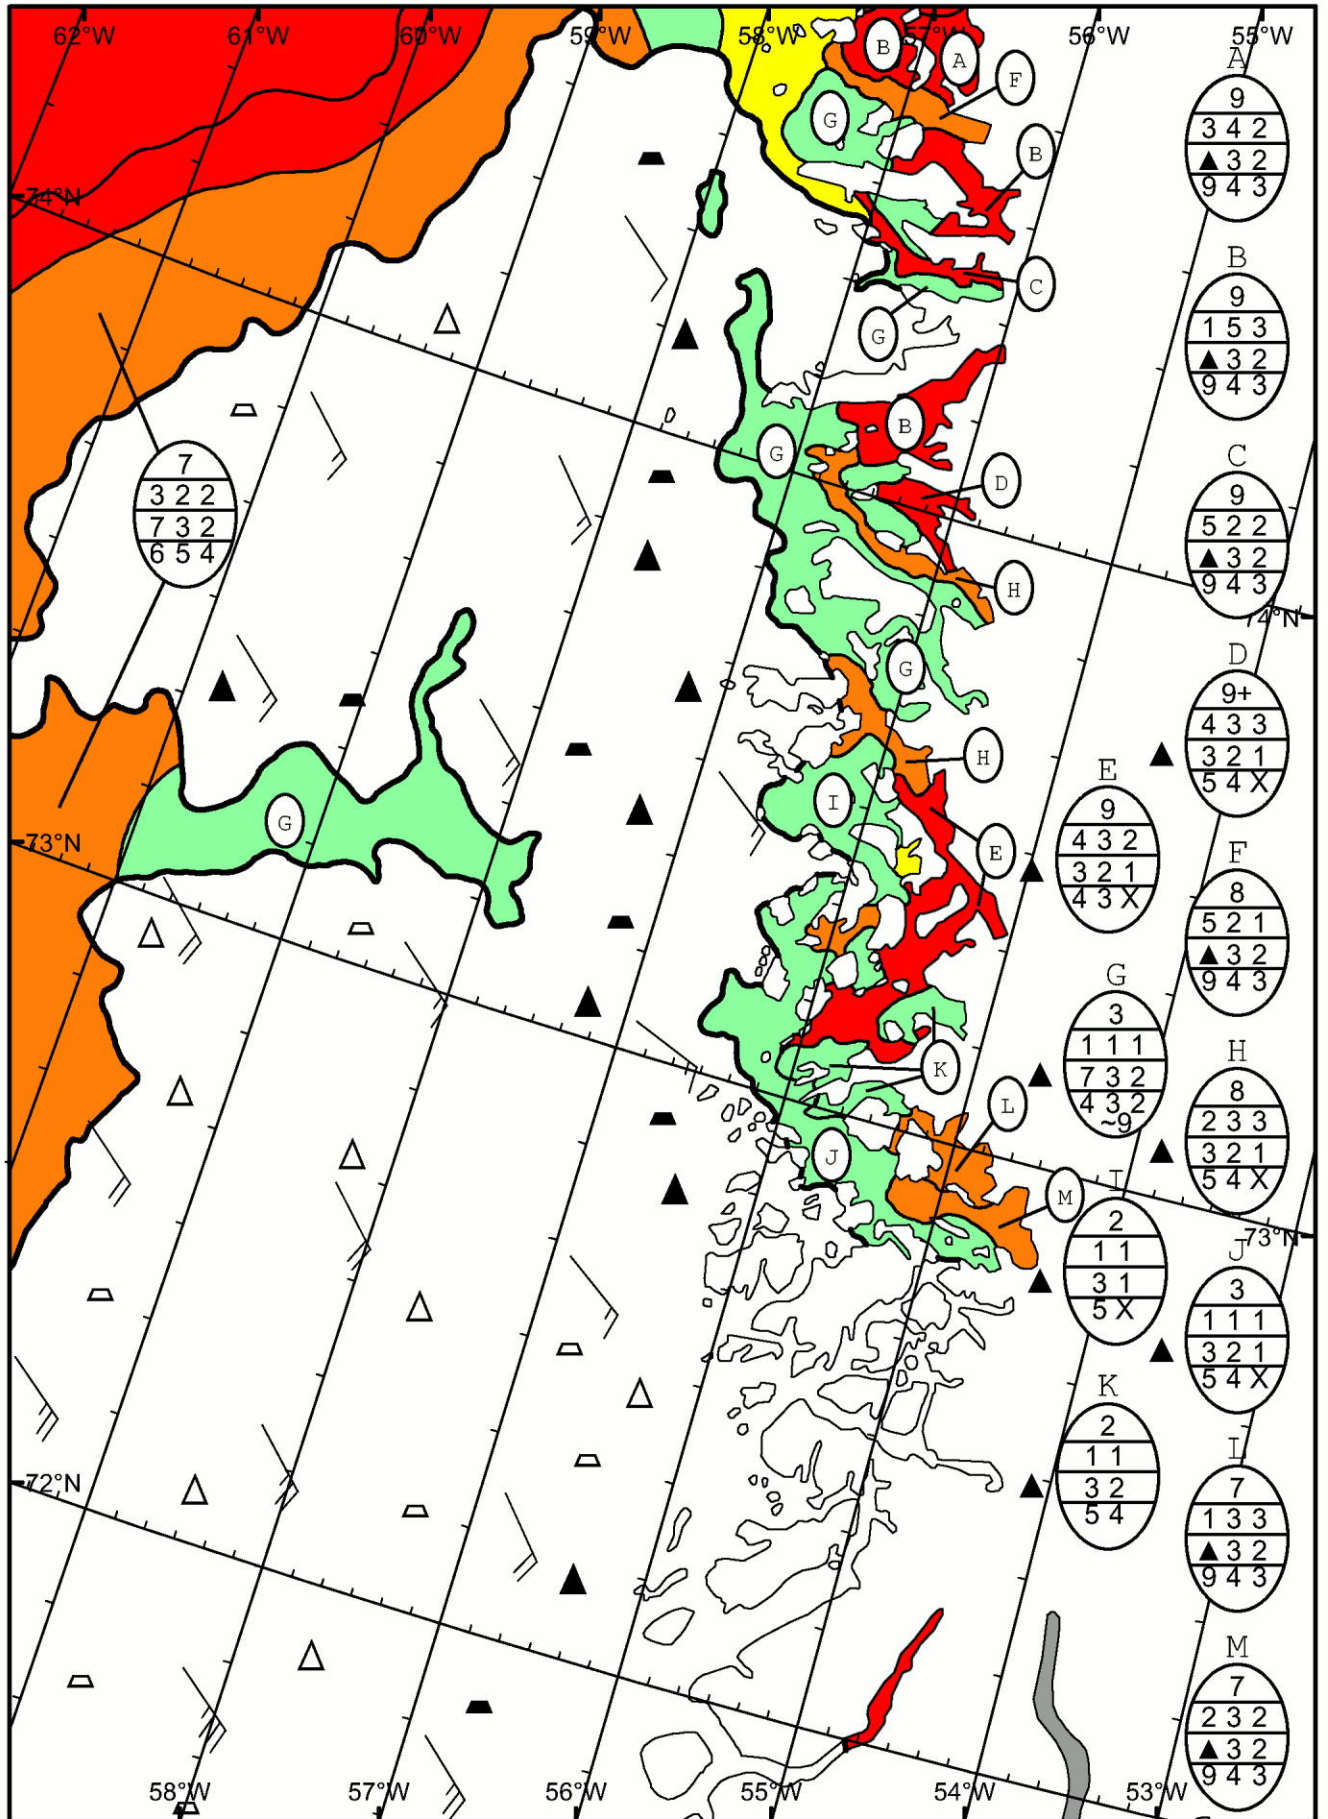 62°W 61°W 60°W 59°W 58°W 57°W 56°W 55°W
B
A
F
G
B
C
G
74°N
7
3 2 2
7 3 2
6 5 4
B
G
D
H
G
H
I
E
G
73°N
K
L
J
M
72°N
74°N
73°N
58°W 57°W 56°W 55°W 54°W 53°W
A
9
3 4 2
▲ 3 2
9 4 3
B
9
1 5 3
▲ 3 2
9 4 3
C
9
5 2 2
▲ 3 2
9 4 3
D
9+
4 3 3
3 2 1
5 4 X
E
9
4 3 2
3 2 1
4 3 X
F
8
5 2 1
▲ 3 2
9 4 3
G
3
1 1 1
7 3 2
4 3 2
~9
H
8
2 3 3
3 2 1
5 4 X
I
2
1 1
3 1
5 X
J
3
1 1 1
3 2 1
5 4 X
K
2
1 1
3 2
5 4
L
7
1 3 3
▲ 3 2
9 4 3
M
7
2 3 2
▲ 3 2
9 4 3